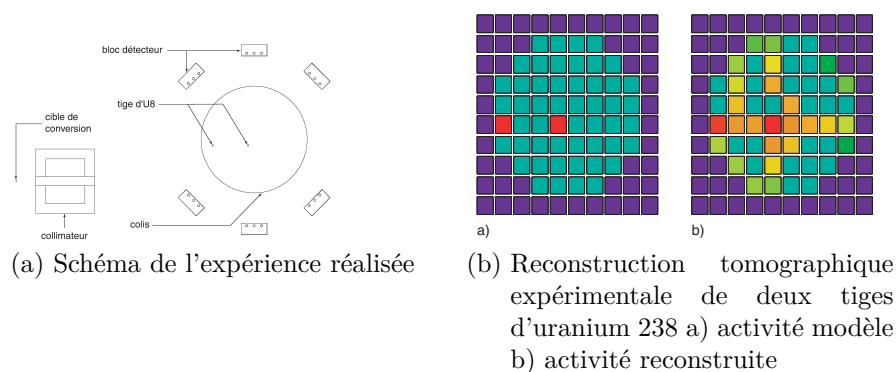 bloc détecteur
tige d'U8
cible de
conversion
collimateur
colis
(a) Schéma de l'expérience réalisée
a)
b)
(b) Reconstruction tomographique
expérimentale de deux tiges
d'uranium 238 a) activité modèle
b) activité reconstruite